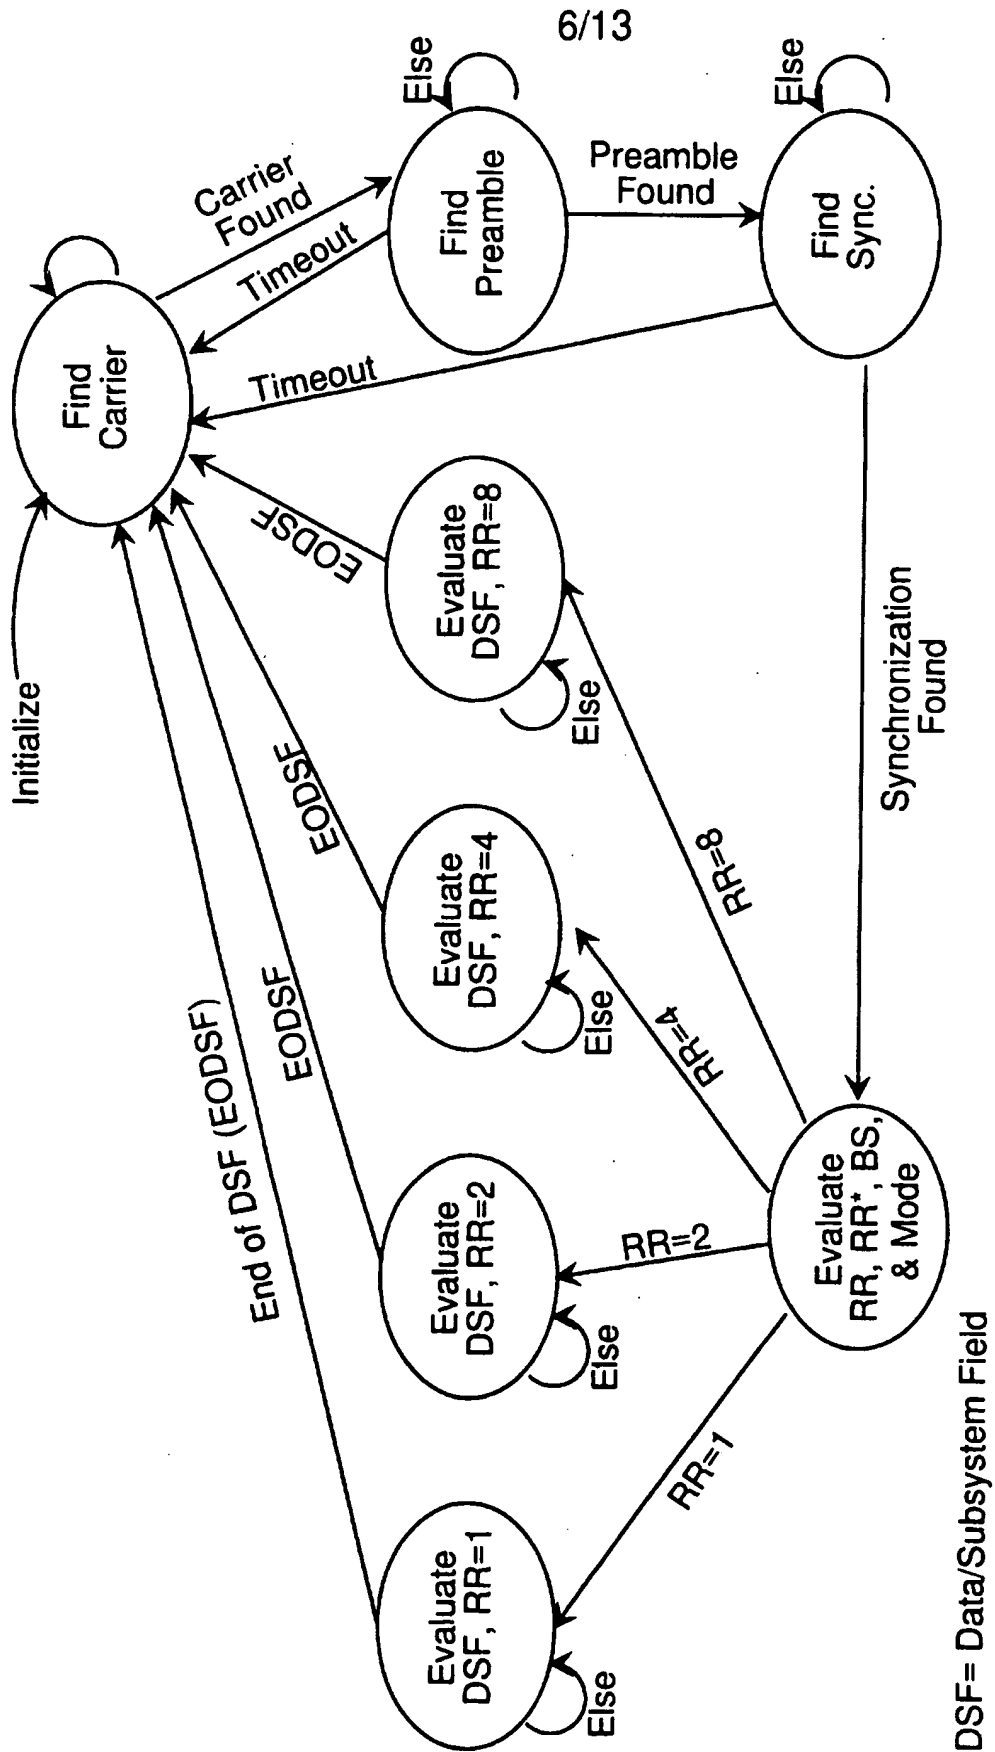 6/13
Initialize
Find
Carrier
Carrier
Found
Timeout
Else
Find
Preamble
Preamble
Found
Else
Find
Sync.
Timeout
Synchronization
Found
Evaluate
RR, RR*, BS,
& Mode
RR=1
RR=2
RR=4
RR=8
Evaluate
DSF, RR=1
Else
Evaluate
DSF, RR=2
Else
Evaluate
DSF, RR=4
Else
Evaluate
DSF, RR=8
Else
End of DSF (EODSF)
EODSF
EODSF
EODSF
DSF= Data/Subsystem Field